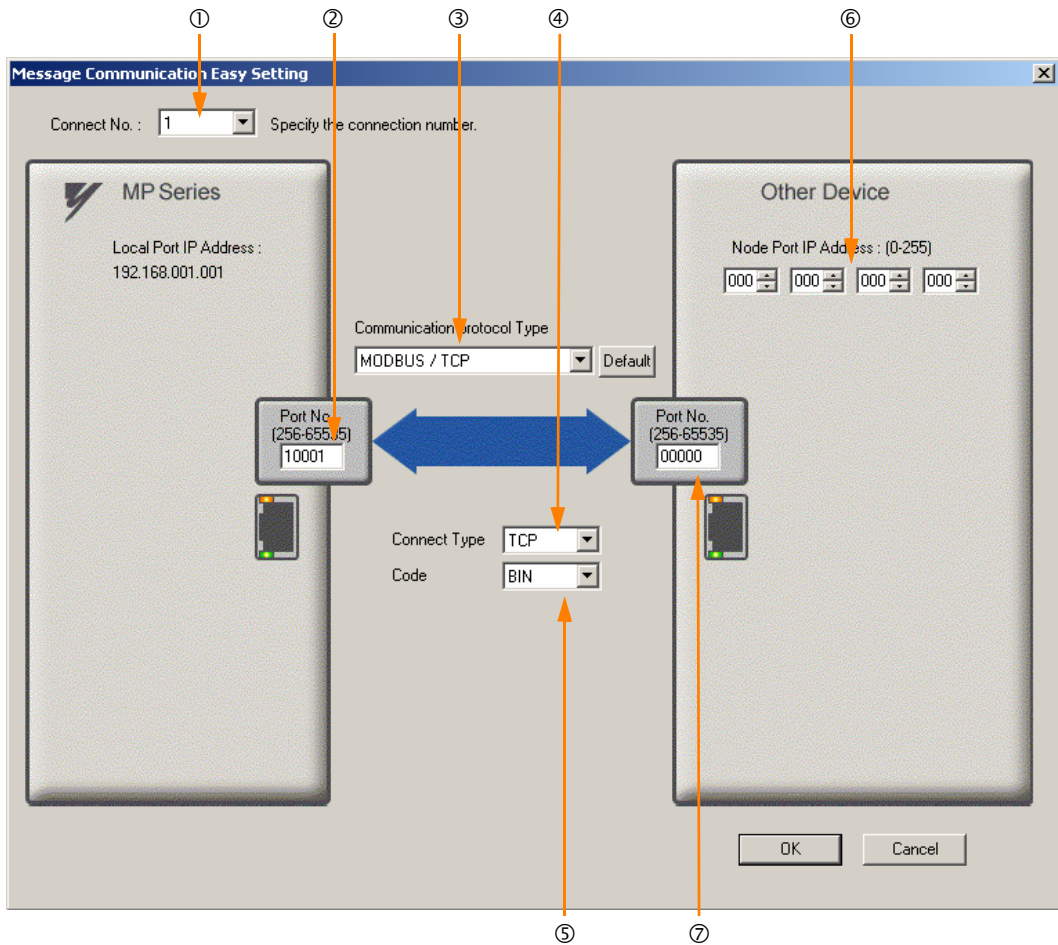 ① ② ③ ④ ⑥
Message Communication Easy Setting
Connect No. : 1 Specify the connection number.
MP Series
Other Device
Local Port IP Address :
192.168.001.001
Node Port IP Address : (0-255)
000 000 000 000
Communication protocol Type
MODBUS / TCP Default
Port No.
(256-65535)
10001
Port No.
(256-65535)
00000
Connect Type TCP
Code BIN
OK Cancel
⑤ ⑦